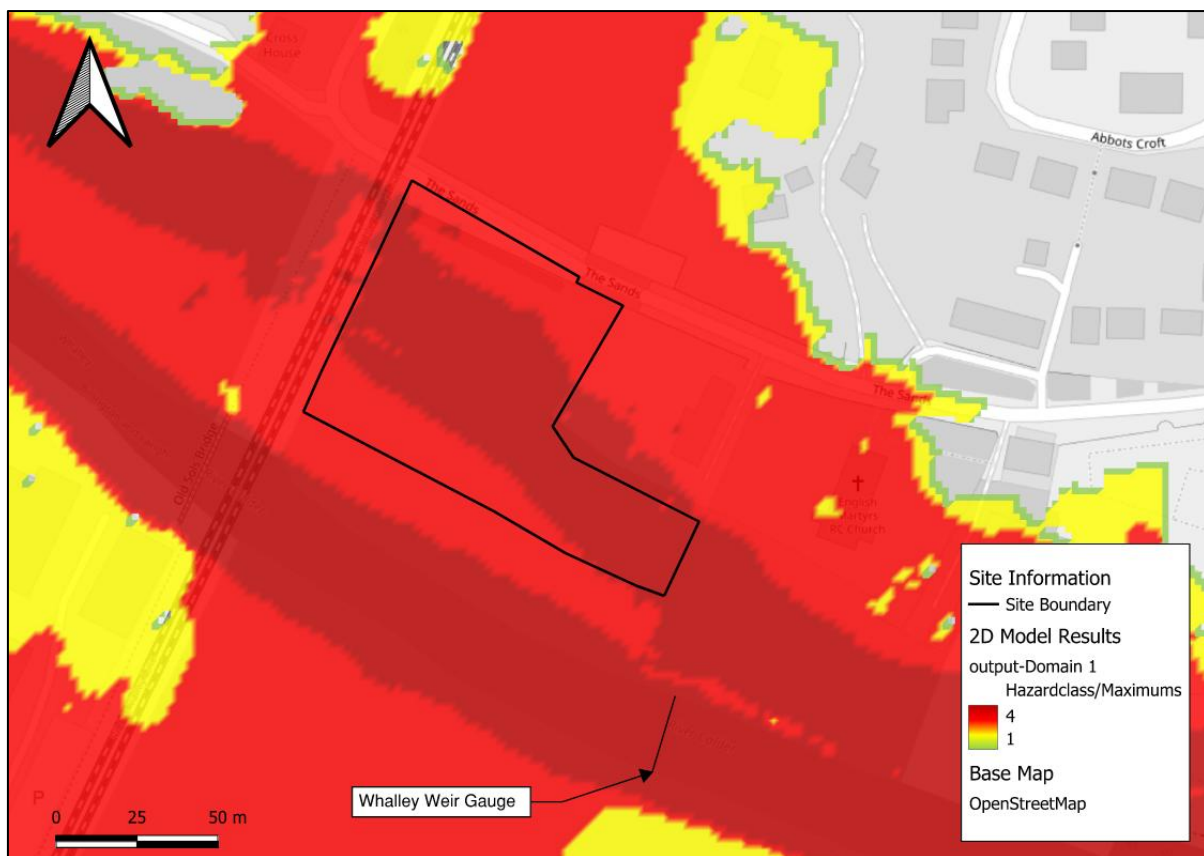 Cross
House
Abbots Croft
The Sands
The Sands
The Sands
Old Sols Bridge
English
Martyrs
RC Church
P
0 25 50 m
Whalley Weir Gauge
Site Information
Site Boundary
2D Model Results
output-Domain 1
Hazardclass/Maximums
4
1
Base Map
OpenStreetMap